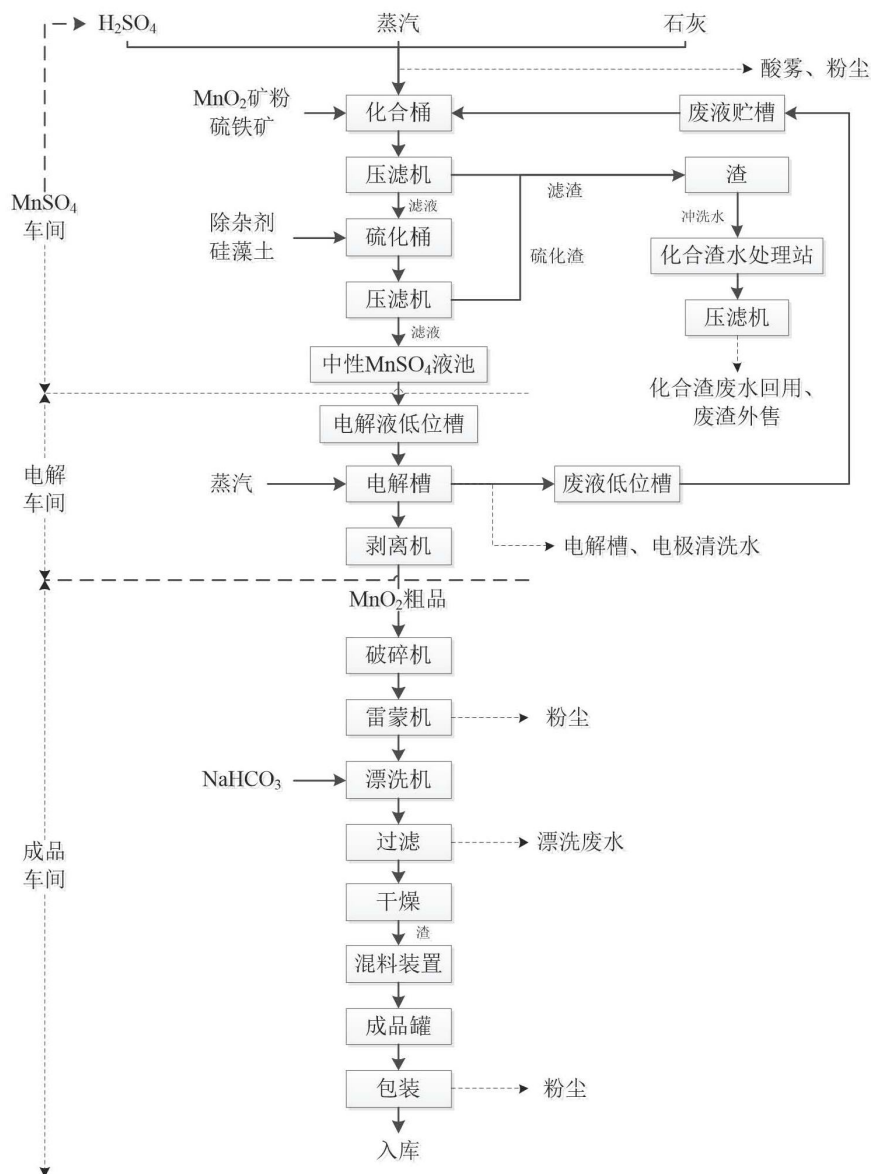 H₂SO₄
蒸汽
石灰
酸雾、粉尘
MnO₂矿粉
硫铁矿
化合桶
废液贮槽
压滤机
滤渣
渣
滤液
MnSO₄
车间
除杂剂
硅藻土
硫化桶
硫化渣
冲洗水
化合渣水处理站
压滤机
压滤机
滤液
中性MnSO₄液池
化合渣废水回用、
废渣外售
电解液低位槽
电解
车间
蒸汽
电解槽
废液低位槽
剥离机
电解槽、电极清洗水
MnO₂粗品
破碎机
雷蒙机
粉尘
NaHCO₃
漂洗机
成品
车间
过滤
漂洗废水
干燥
渣
混料装置
成品罐
包装
粉尘
入库